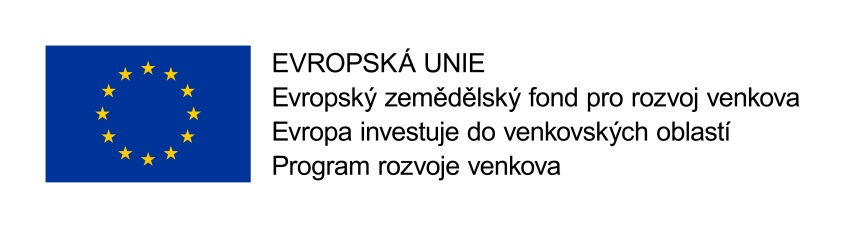 EVROPSKÁ UNIE
Evropský zemědělský fond pro rozvoj venkova
Evropa investuje do venkovských oblastí
Program rozvoje venkova